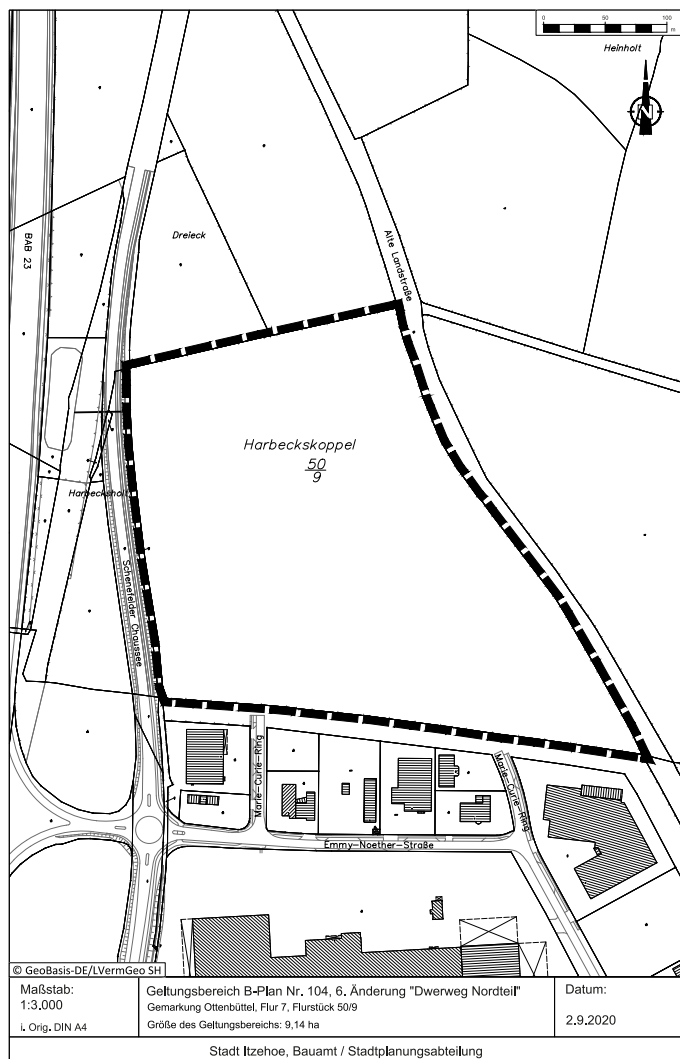 0 50 100
m
Heinholt
N
BAB 23
Dreieck
Alte Landstraße
Harbeckskoppel
50
9
Harbecksholt
Schenefelder Chaussee
Marie-Curie-Ring
Marie-Curie-Ring
Emmy-Noether-Straße
© GeoBasis-DE/LVermGeo SH
Maßstab:
1:3.000
i. Orig. DIN A4
Geltungsbereich B-Plan Nr. 104, 6. Änderung "Dwerweg Nordteil"
Gemarkung Ottenbüttel, Flur 7, Flurstück 50/9
Größe des Geltungsbereichs: 9,14 ha
Datum:
2.9.2020
Stadt Itzehoe, Bauamt / Stadtplanungsabteilung